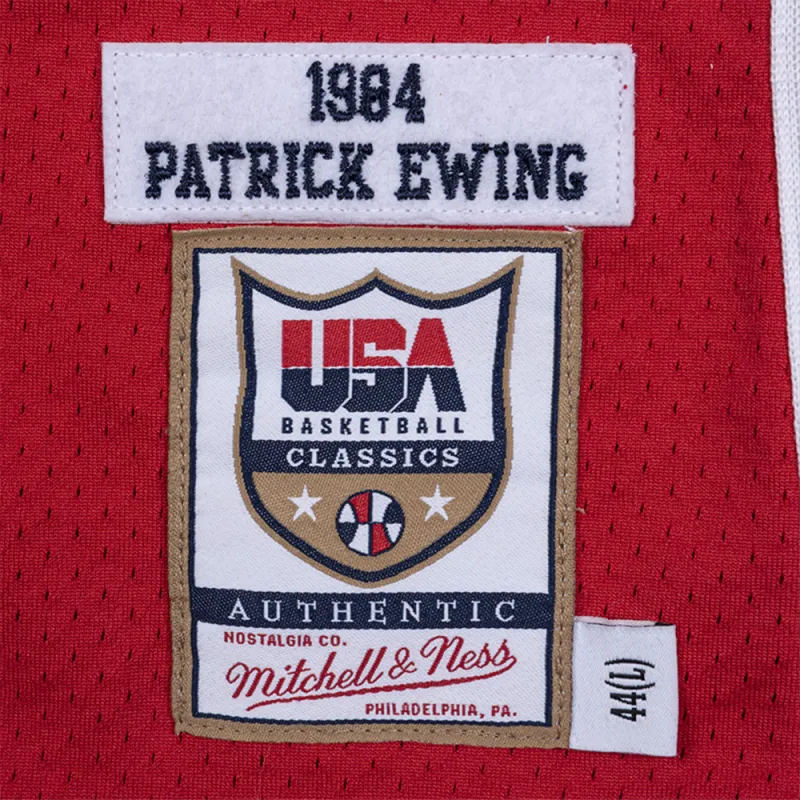 1984
PATRICK EWING
USA
BASKETBALL
CLASSICS
AUTHENTIC
NOSTALGIA CO.
Mitchell & Ness
PHILADELPHIA, PA.
44(L)